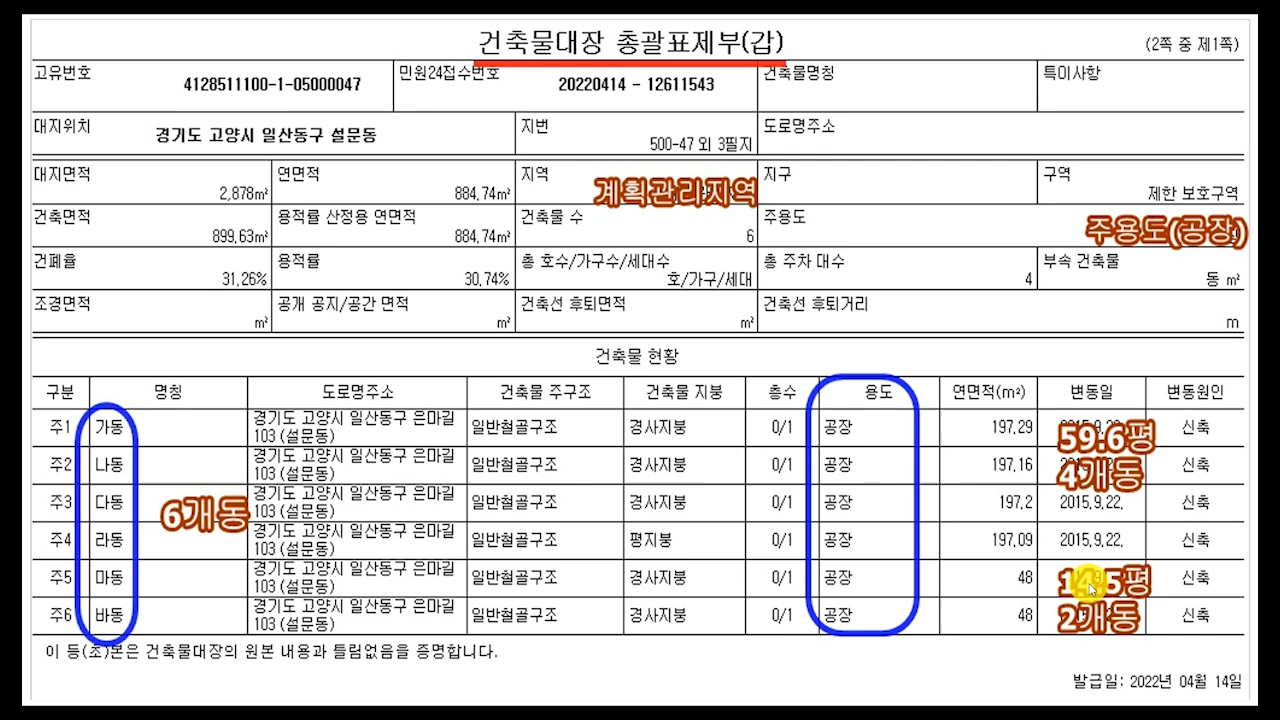 건축물대장 총괄표제부(갑)
(2쪽 중 제1쪽)
고유번호
4128511100-1-05000047
민원24접수번호
20220414 - 12611543
건축물명칭
특이사항
대지위치
경기도 고양시 일산동구 설문동
지번
500-47 외 3필지
도로명주소
대지면적
2,878㎡
연면적
884.74㎡
지역
계획관리지역
지구
구역
제한 보호구역
건축면적
899.63㎡
용적률 산정용 연면적
884.74㎡
건축물 수
6
주용도
주용도(공장)
건폐율
31.26%
용적률
30.74%
총 호수/가구수/세대수
호/가구/세대
총 주차 대수
4
부속 건축물
동 ㎡
조경면적
㎡
공개 공지/공간 면적
㎡
건축선 후퇴면적
㎡
건축선 후퇴거리
m
건축물 현황
구분 명칭 도로명주소 건축물 주구조 건축물 지붕 층수 용도 연면적(㎡) 변동일 변동원인
주1 가동 경기도 고양시 일산동구 은마길 103 (설문동) 일반철골구조 경사지붕 0/1 공장 197.29 신축
59.6평
주2 나동 경기도 고양시 일산동구 은마길 103 (설문동) 일반철골구조 경사지붕 0/1 공장 197.16 신축
4개동
주3 다동 경기도 고양시 일산동구 은마길 103 (설문동) 일반철골구조 경사지붕 0/1 공장 197.2 2015.9.22. 신축
6개동
주4 라동 경기도 고양시 일산동구 은마길 103 (설문동) 일반철골구조 평지붕 0/1 공장 197.09 2015.9.22. 신축
주5 마동 경기도 고양시 일산동구 은마길 103 (설문동) 일반철골구조 경사지붕 0/1 공장 48 신축
14.5평
주6 바동 경기도 고양시 일산동구 은마길 103 (설문동) 일반철골구조 경사지붕 0/1 공장 48 신축
2개동
이 등(초)본은 건축물대장의 원본 내용과 틀림없음을 증명합니다.
발급일: 2022년 04월 14일